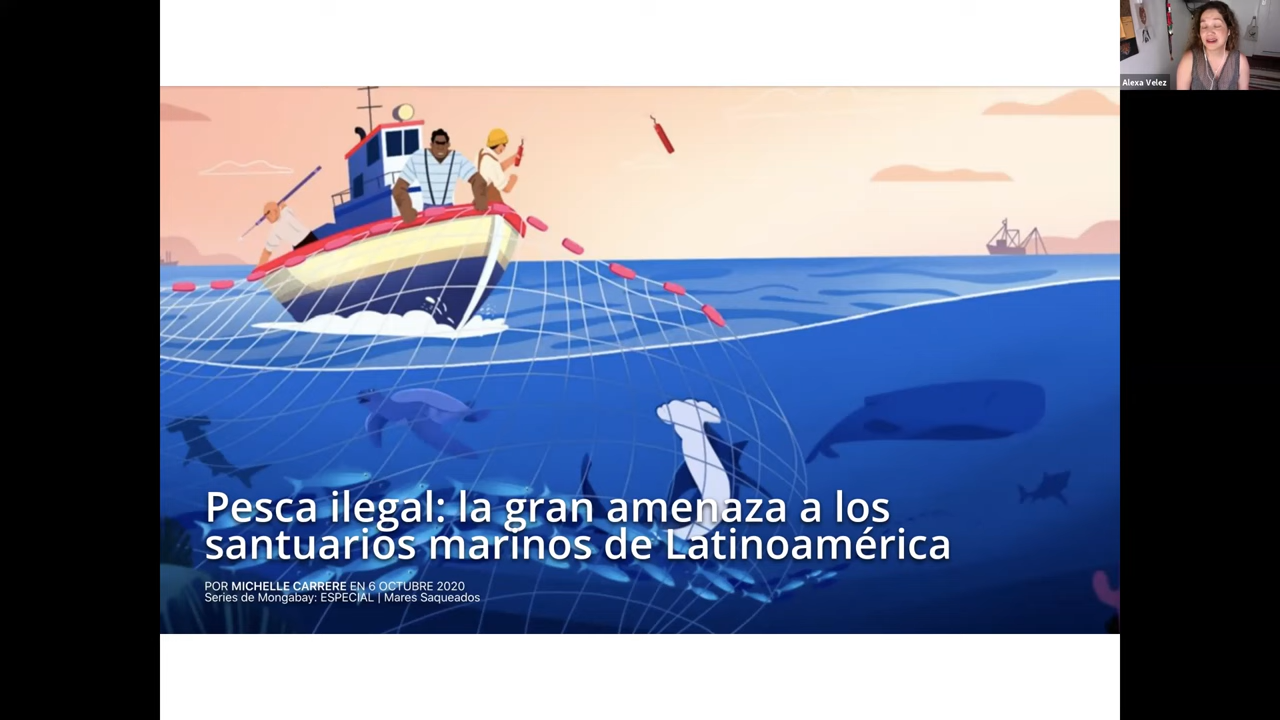 Alexa Velez
Pesca ilegal: la gran amenaza a los
santuarios marinos de Latinoamérica
POR MICHELLE CARRERE EN 6 OCTUBRE 2020
Series de Mongabay: ESPECIAL | Mares Saqueados